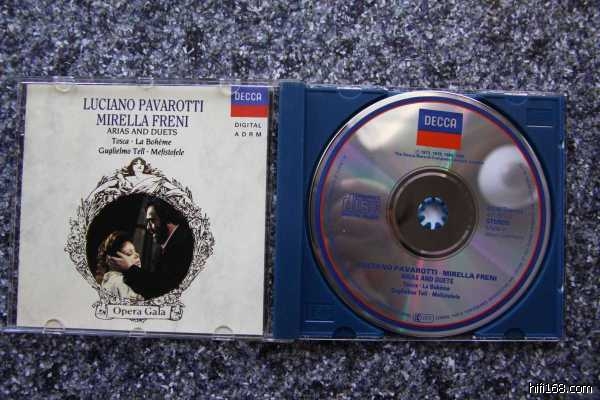 LUCIANO PAVAROTTI
MIRELLA FRENI
ARIAS AND DUETS
Tosca · La Bohème
Guglielmo Tell · Mefistofele
DECCA
DIGITAL
ADRM
Opera Gala
DECCA
STEREO
LUCIANO PAVAROTTI · MIRELLA FRENI
ARIAS AND DUETS
Tosca · La Bohème
Guglielmo Tell · Mefistofele
hifi168.com